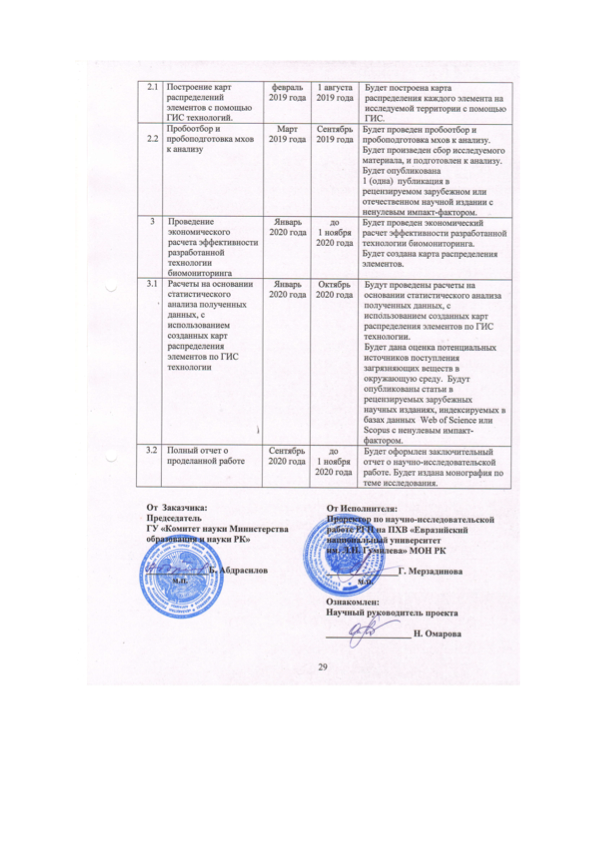 2.1 Построение карт февраль 1 августа Будет построена карта
распределений 2019 года 2019 года распределения каждого элемента на
элементов с помощью исследуемой территории с помощью
ГИС технологий. ГИС.
2.2 Пробоотбор и Март Сентябрь Будет проведен пробоотбор и
пробоподготовка мхов 2019 года 2019 года пробоподготовка мхов к анализу.
к анализу Будет произведен сбор исследуемого
материала, и подготовлен к анализу.
Будет опубликована
1 (одна) публикация в
рецензируемом зарубежном или
отечественном научной издании с
ненулевым импакт-фактором.
3 Проведение Январь до Будет проведен экономический
экономического 2020 года 1 ноября расчет эффективности разработанной
расчета эффективности 2020 года технологии биомониторинга.
разработанной Будет создана карта распределения
технологии элементов.
биомониторинга
3.1 Расчеты на основании Январь Октябрь Будут проведены расчеты на
статистического 2020 года 2020 года основании статистического анализа
анализа полученных полученных данных, с
данных, с использованием созданных карт
использованием распределения элементов по ГИС
созданных карт технологии.
распределения Будет дана оценка потенциальных
элементов по ГИС источников поступления
технологии загрязняющих веществ в
окружающую среду. Будут
опубликованы статьи в
рецензируемых зарубежных
научных изданиях, индексируемых в
базах данных Web of Science или
Scopus с ненулевым импакт-
фактором.
3.2 Полный отчет о Сентябрь до Будет оформлен заключительный
проделанной работе 2020 года 1 ноября отчет о научно-исследовательской
2020 года работе. Будет издана монография по
теме исследования.
От Заказчика:
Председатель
ГУ «Комитет науки Министерства
образования и науки РК»
Б. Абдрасилов
м.п.
От Исполнителя:
Проректор по научно-исследовательской
работе РГП на ПХВ «Евразийский
национальный университет
им. Л.Н. Гумилева» МОН РК
Г. Мерзадинова
м.п.
Ознакомлен:
Научный руководитель проекта
Н. Омарова
29